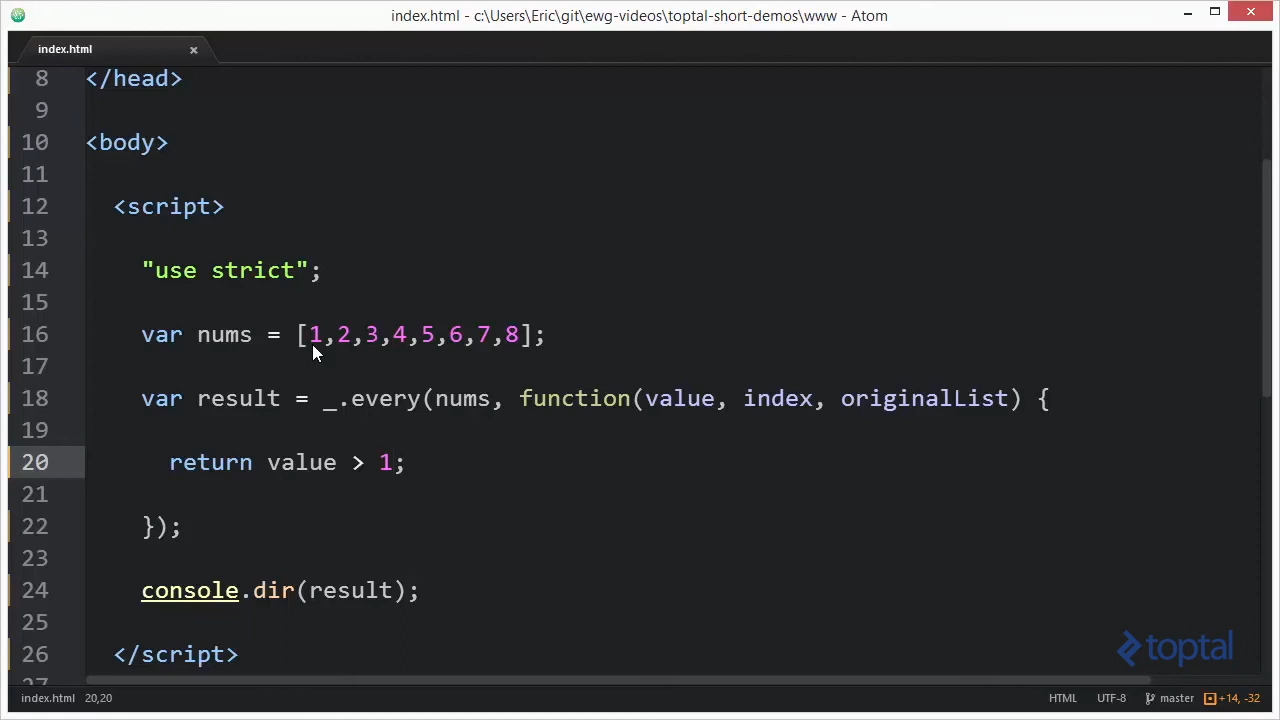 index.html - c:\Users\Eric\git\ewg-videos\toptal-short-demos\www - Atom
index.html
8 </head>
9
10 <body>
11
12 <script>
13
14 "use strict";
15
16 var nums = [1,2,3,4,5,6,7,8];
17
18 var result = _.every(nums, function(value, index, originalList) {
19
20 return value > 1;
21
22 });
23
24 console.dir(result);
25
26 </script>
27
toptal
index.html 20,20 HTML UTF-8 master +14, -32